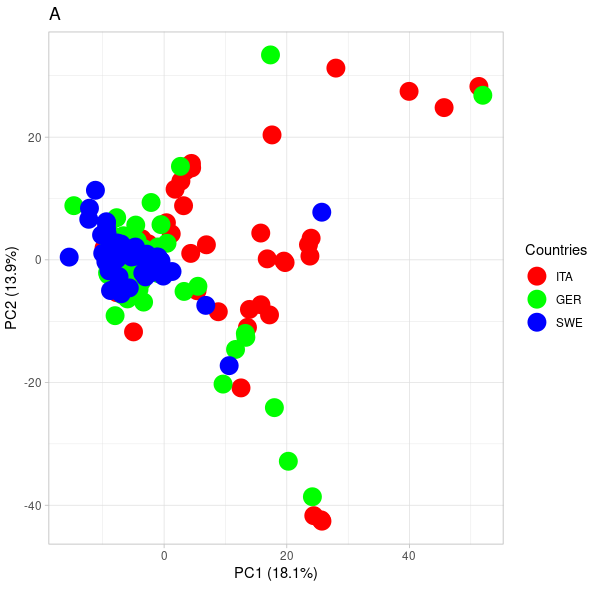 A
20
0
-20
-40
PC2 (13.9%)
0
20
40
PC1 (18.1%)
Countries
ITA
GER
SWE